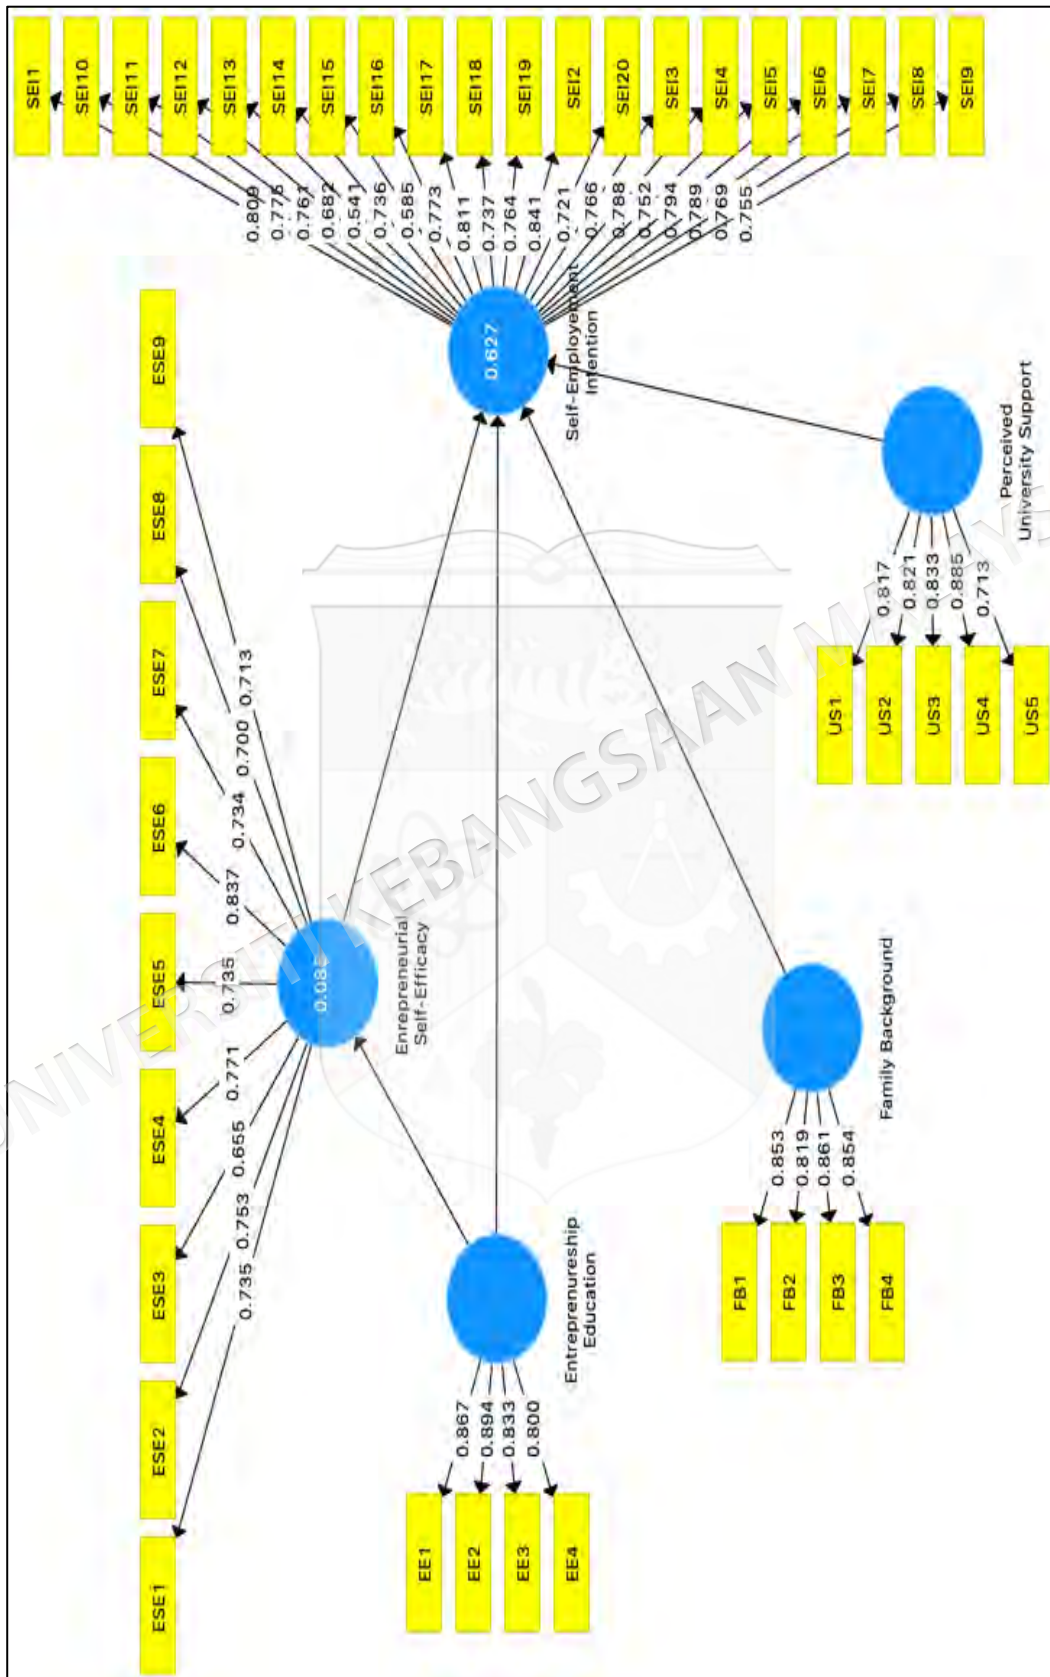 ESE1
ESE2
ESE3
ESE4
ESE5
ESE6
ESE7
ESE8
ESE9
0.735
0.753
0.655
0.771
0.735
0.837
0.734
0.700
0.713
Enrepreneurial
Self-Efficacy
EE1
EE2
EE3
EE4
0.867
0.894
0.833
0.800
Entreprenureship
Education
SEI1
SEI10
SEI11
SEI12
SEI13
SEI14
SEI15
SEI16
SEI17
SEI18
SEI19
SEI2
SEI20
SEI3
SEI4
SEI5
SEI6
SEI7
SEI8
SEI9
0.809
0.775
0.761
0.682
0.541
0.736
0.585
0.773
0.811
0.737
0.764
0.841
0.721
0.766
0.788
0.752
0.794
0.789
0.769
0.755
0.627
Self-Employement
Intention
FB1
FB2
FB3
FB4
0.853
0.819
0.861
0.854
Family Background
US1
US2
US3
US4
US5
0.817
0.821
0.833
0.885
0.713
Perceived
University Support
UNIVERSITI KEBANGSAAN MALAYS